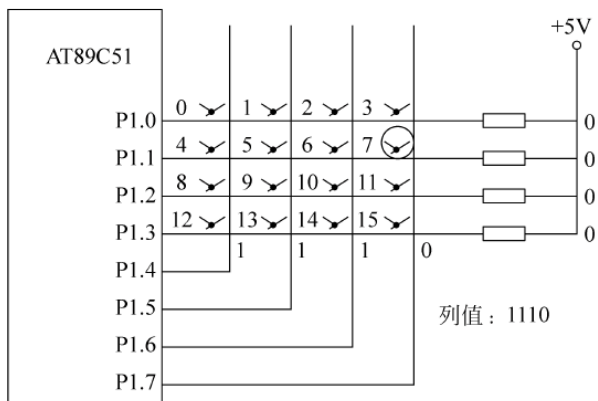 +5V
AT89C51
0 1 2 3
P1.0 0
4 5 6 7
P1.1 0
8 9 10 11
P1.2 0
12 13 14 15
P1.3 0
1 1 1 0
P1.4
P1.5
列值：1110
P1.6
P1.7